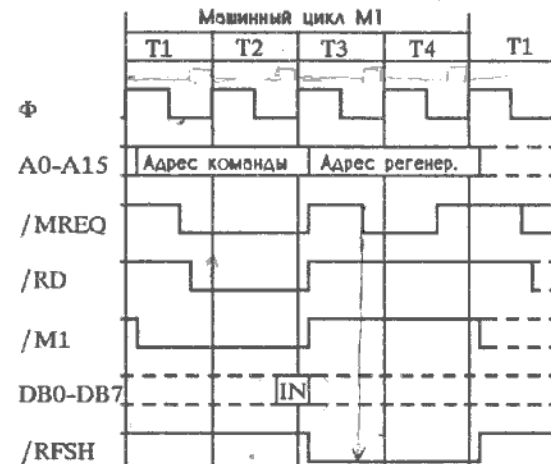 Машинный цикл M1
T1 T2 T3 T4 T1
Ф
A0-A15 Адрес команды Адрес регенер.
/MREQ
/RD
/M1
DB0-DB7 IN
/RFSH